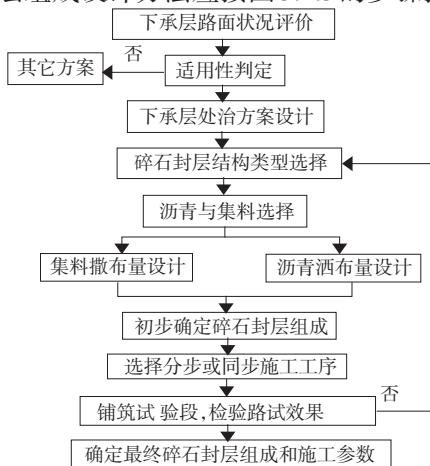 下承层路面状况评价
否
其它方案
适用性判定
下承层处治方案设计
碎石封层结构类型选择
沥青与集料选择
集料撒布量设计
沥青洒布量设计
初步确定碎石封层组成
选择分步或同步施工工序
否
铺筑试 验段,检验路试效果
确定最终碎石封层组成和施工参数